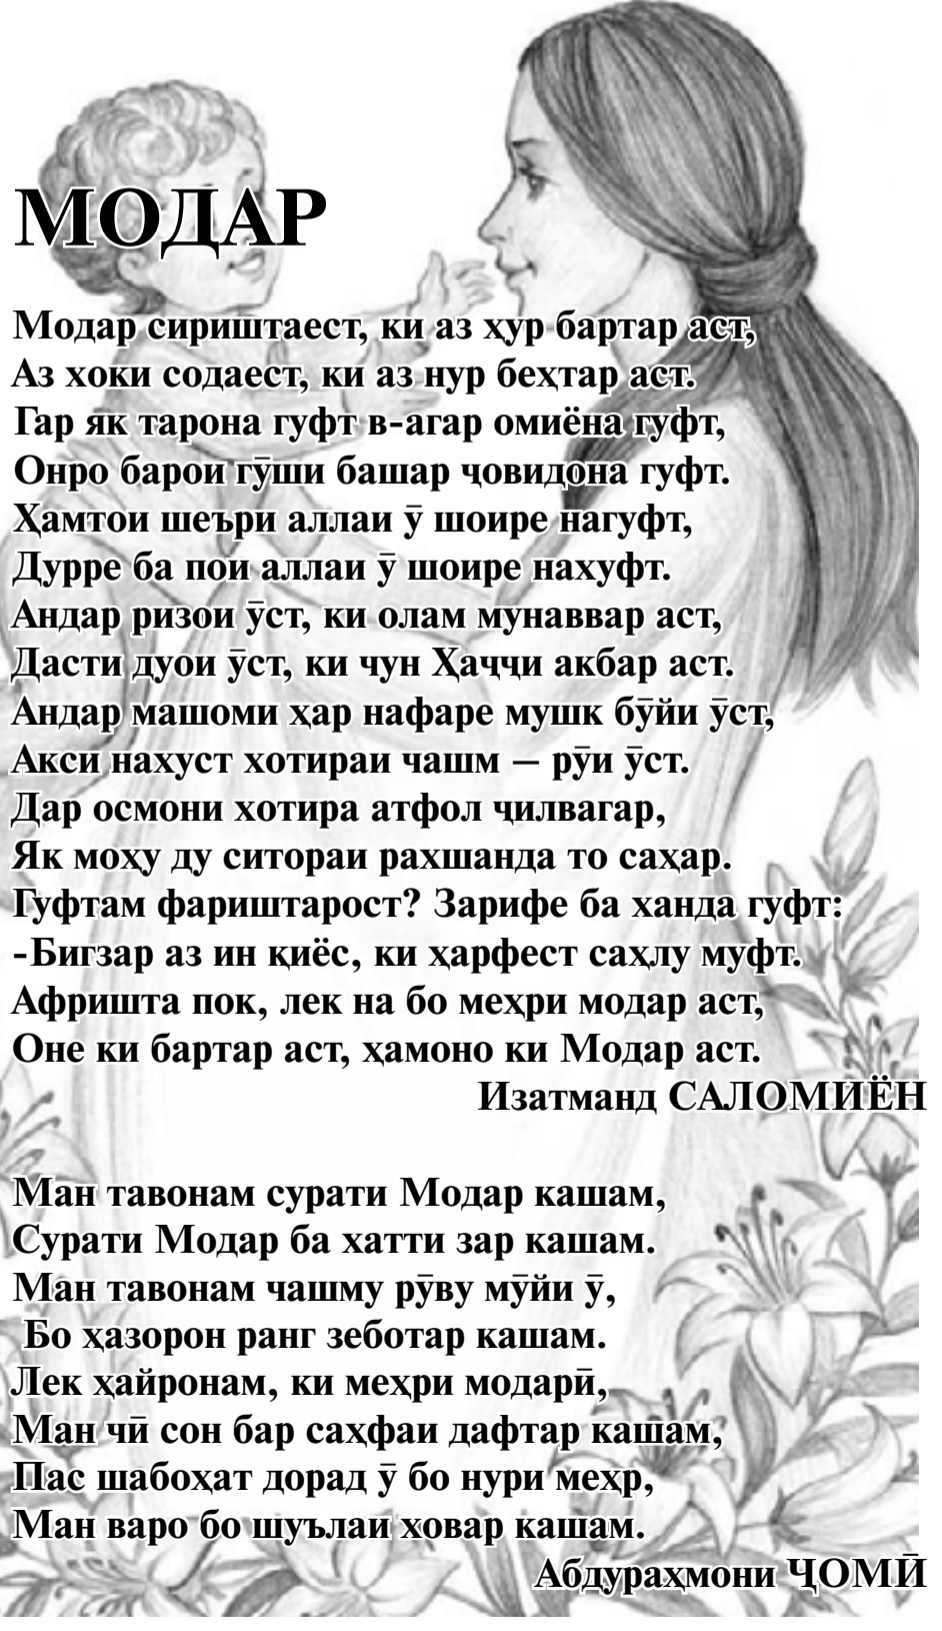 МОДАР
Модар сириштаест, ки аз ҳур бартар аст,
Аз хоки содаест, ки аз нур беҳтар аст.
Гар як тарона гуфт в-агар омиёна гуфт,
Онро барои гӯши башар ҷовидона гуфт.
Ҳамтои шеъри аллаи ӯ шоире нагуфт,
Дурре ба пои аллаи ӯ шоире нахуфт.
Андар ризои ӯст, ки олам мунаввар аст,
Дасти дуои ӯст, ки чун Ҳаҷҷи акбар аст.
Андар машоми ҳар нафаре мушк бӯйи ӯст,
Акси нахуст хотираи чашм – рӯи ӯст.
Дар осмони хотира атфол ҷилвагар,
Як моҳу ду ситораи рахшанда то саҳар.
Гуфтам фариштарост? Зарифе ба ханда гуфт:
-Бигзар аз ин қиёс, ки ҳарфест саҳлу муфт.
Афришта пок, лек на бо меҳри модар аст,
Оне ки бартар аст, ҳамоно ки Модар аст.
Изатманд САЛОМИЁН
Ман тавонам сурати Модар кашам,
Сурати Модар ба хатти зар кашам.
Ман тавонам чашму рӯву мӯйи ӯ,
Бо ҳазорон ранг зеботар кашам.
Лек ҳайронам, ки меҳри модарӣ,
Ман чӣ сон бар саҳфаи дафтар кашам,
Пас шабоҳат дорад ӯ бо нури меҳр,
Ман варо бо шуълаи ховар кашам.
Абдураҳмони ҶОМӢ